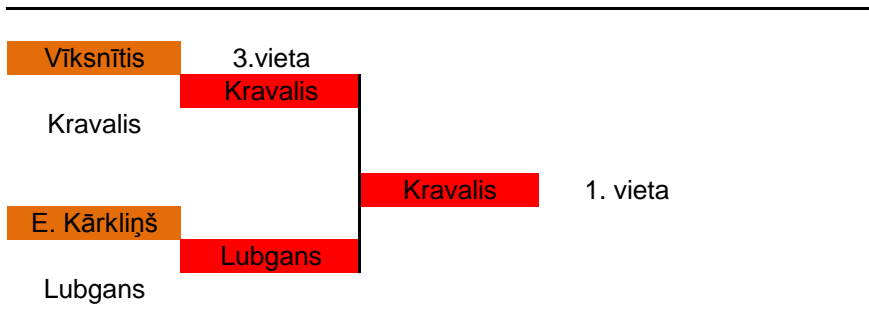 Vīksnītis 3.vieta
Kravalis
Kravalis
Kravalis 1. vieta
E. Kārkliņš
Lubgans
Lubgans